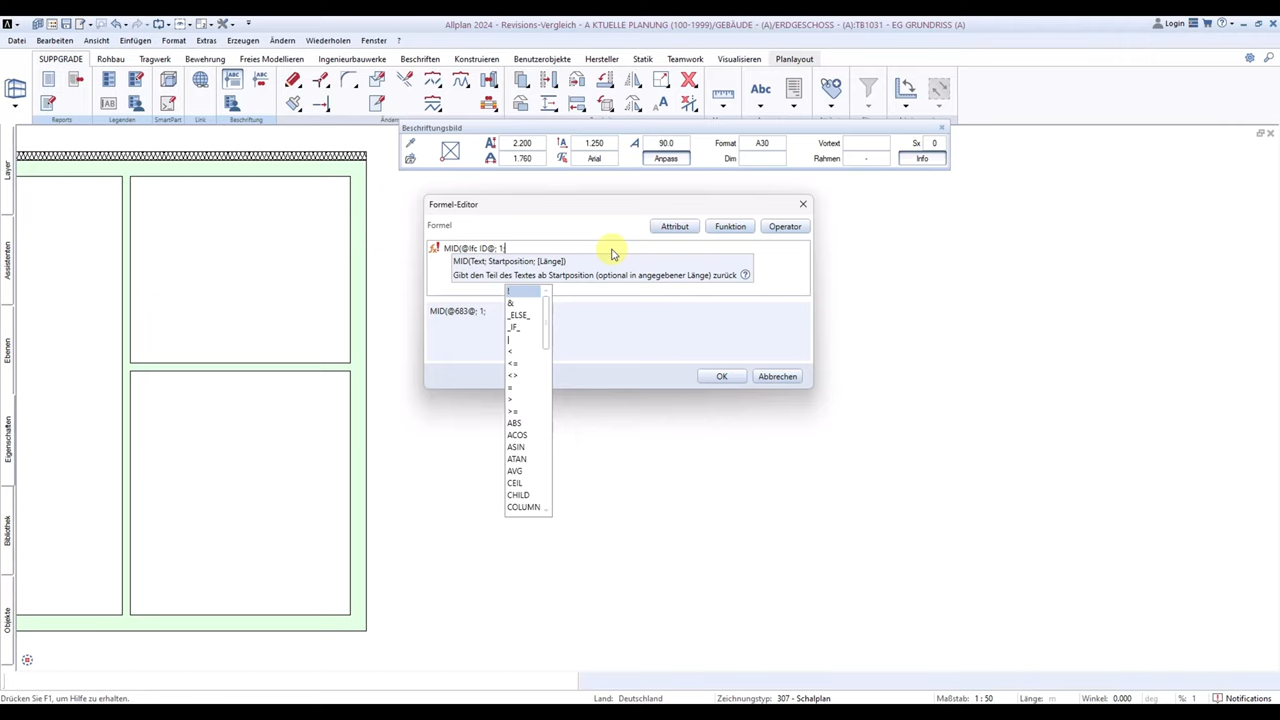 Allplan 2024 - Revisions-Vergleich - A KTUELLE PLANUNG (100-1999)/GEBÄUDE - (A)/ERDGESCHOSS - (A):TB1031 - EG GRUNDRISS (A)
Login
Datei Bearbeiten Ansicht Einfügen Format Extras Erzeugen Ändern Wiederholen Fenster ?
SUPPGRADE Rohbau Tragwerk Bewehrung Freies Modellieren Ingenieurbauwerke Beschriften Konstruieren Benutzerobjekte Hersteller Statik Teamwork Visualisieren Planlayout
Reports Legenden SmartPart Link Beschriftung
Beschriftungsbild
2.200 1.250 90.0 Format A30 Vortext Sx 0
1.760 Arial Anpass Dim Rahmen - Info
Layer
Assistenten
Ebenen
Eigenschaften
Bibliothek
Objekte
Formel-Editor
Formel Attribut Funktion Operator
MID(@Ifc ID@; 1;
MID(Text; Startposition; [Länge])
Gibt den Teil des Textes ab Startposition (optional in angegebener Länge) zurück
MID(@683@; 1;
!
&
_ELSE_
_IF_
|
<
<=
<>
=
>
>=
ABS
ACOS
ASIN
ATAN
AVG
CEIL
CHILD
COLUMN
OK Abbrechen
Drücken Sie F1, um Hilfe zu erhalten. Land: Deutschland Zeichnungstyp: 307 - Schalplan Maßstab: 1 : 50 Länge: m Winkel: 0.000 deg %: 1 Notifications